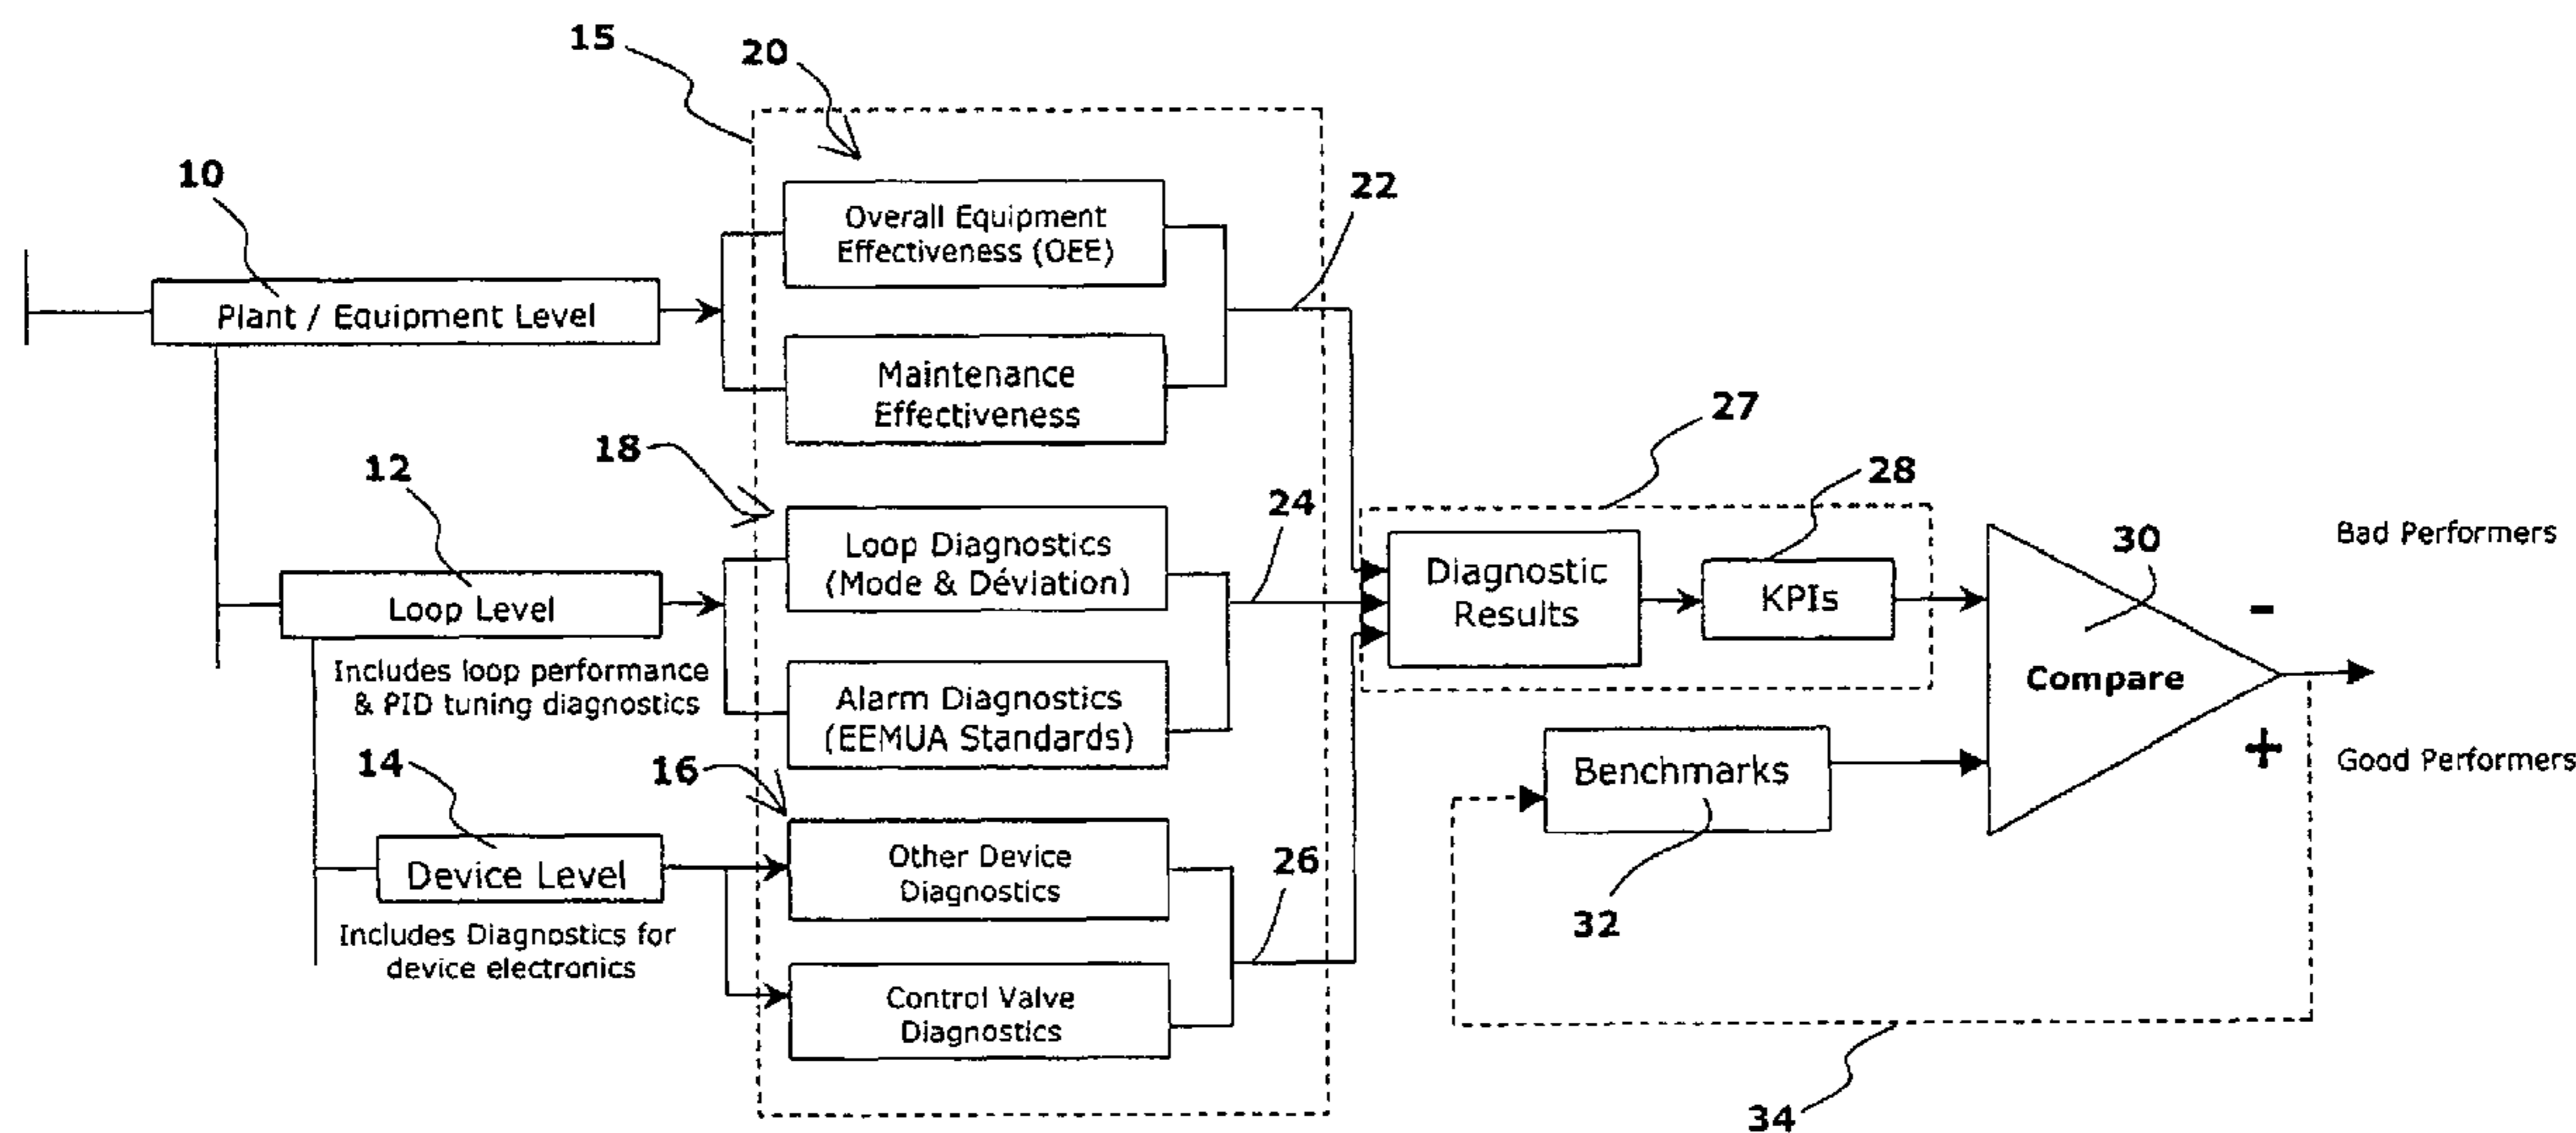 15
20
10
Overall Equipment
Effectiveness (OEE)
22
Plant / Equipment Level
Maintenance
Effectiveness
27
18
12
28
24
Loop Diagnostics
(Mode & Déviation)
Loop Level
Diagnostic
Results
KPIs
30
Bad Performers
-
Includes loop performance
& PID tuning diagnostics
Alarm Diagnostics
(EEMUA Standards)
Compare
+
Good Performers
14
16
Benchmarks
32
Device Level
Other Device
Diagnostics
26
Includes Diagnostics for
device electronics
Control Valve
Diagnostics
34